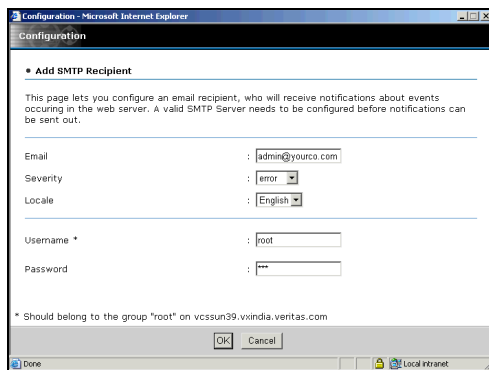 Configuration - Microsoft Internet Explorer
Configuration
Add SMTP Recipient
This page lets you configure an email recipient, who will receive notifications about events
occuring in the web server. A valid SMTP Server needs to be configured before notifications can
be sent out.
Email : admin@yourco.com
Severity : error
Locale : English
Username * : root
Password : ***
* Should belong to the group "root" on vcssun39.vxindia.veritas.com
OK Cancel
Done Local intranet